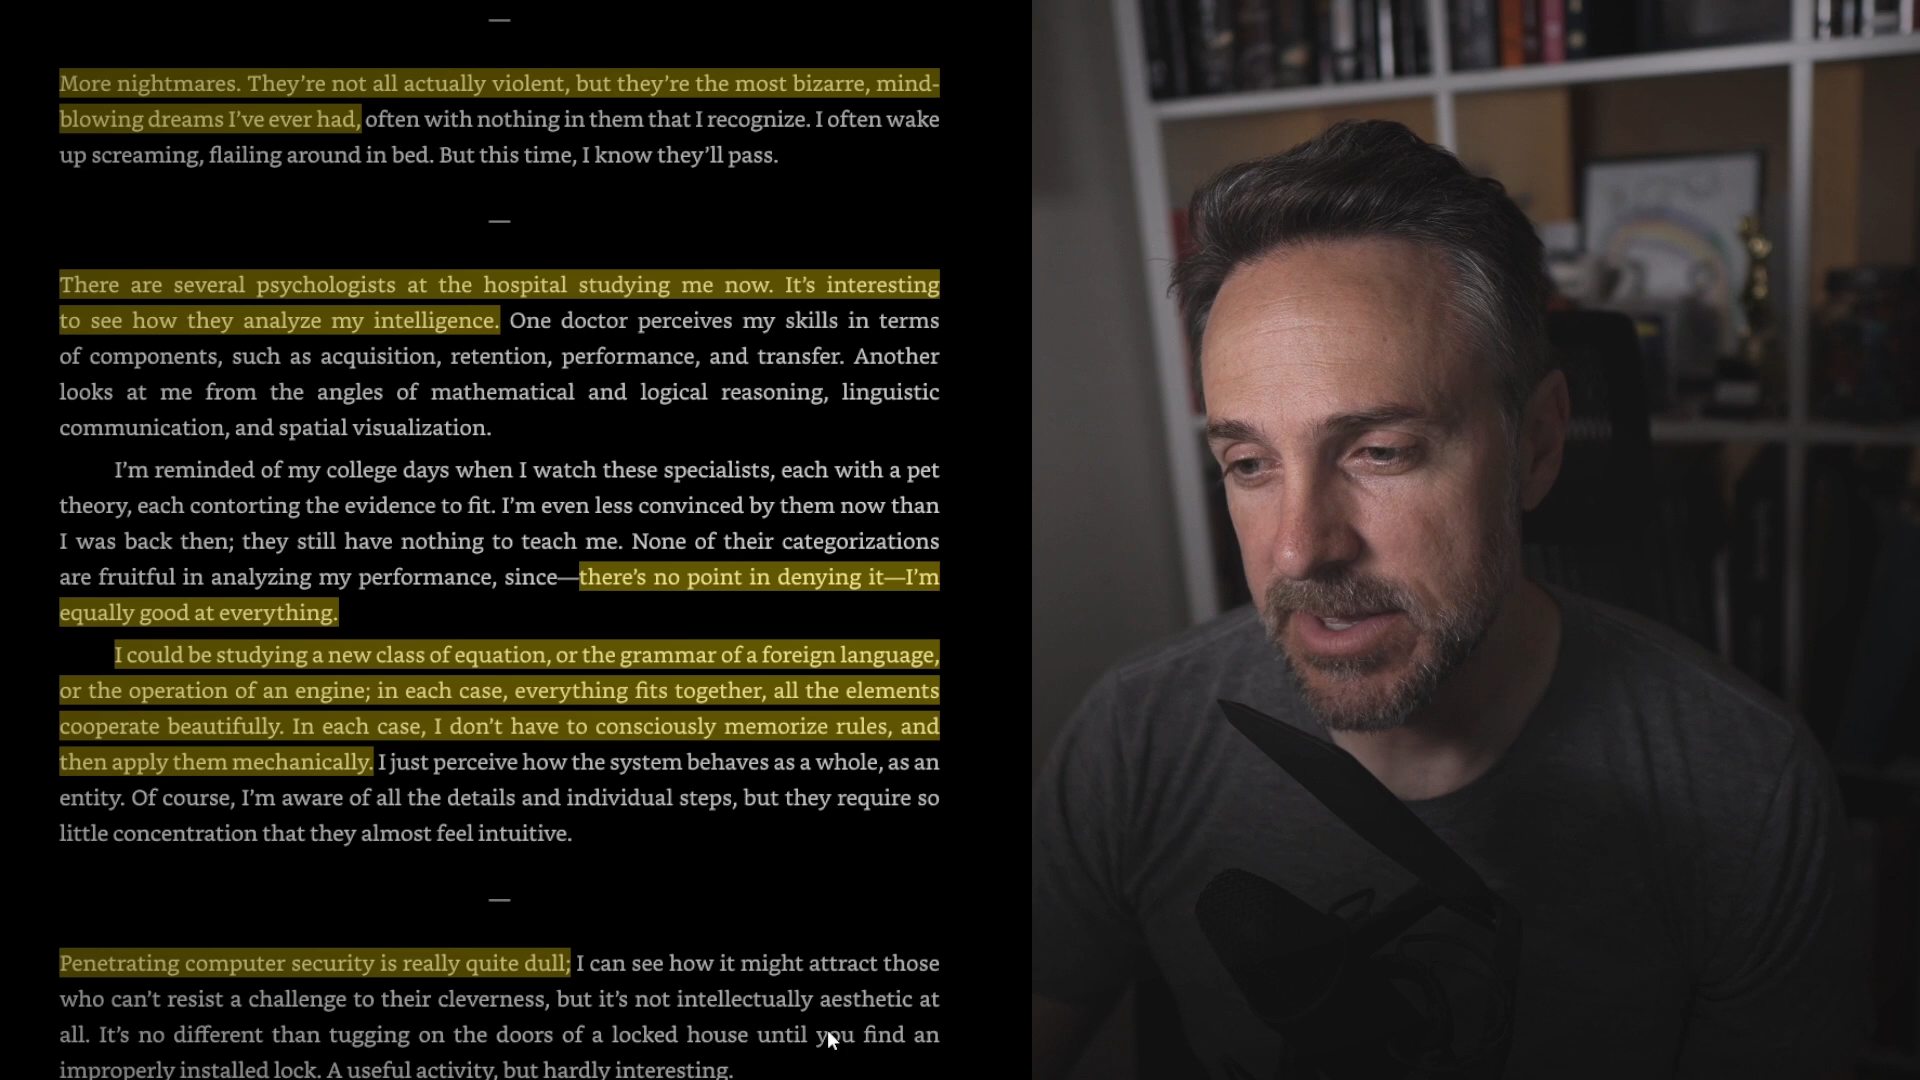 More nightmares. They’re not all actually violent, but they’re the most bizarre, mind-
blowing dreams I’ve ever had, often with nothing in them that I recognize. I often wake
up screaming, flailing around in bed. But this time, I know they’ll pass.
—
There are several psychologists at the hospital studying me now. It’s interesting
to see how they analyze my intelligence. One doctor perceives my skills in terms
of components, such as acquisition, retention, performance, and transfer. Another
looks at me from the angles of mathematical and logical reasoning, linguistic
communication, and spatial visualization.
I’m reminded of my college days when I watch these specialists, each with a pet
theory, each contorting the evidence to fit. I’m even less convinced by them now than
I was back then; they still have nothing to teach me. None of their categorizations
are fruitful in analyzing my performance, since—there’s no point in denying it—I’m
equally good at everything.
I could be studying a new class of equation, or the grammar of a foreign language,
or the operation of an engine; in each case, everything fits together, all the elements
cooperate beautifully. In each case, I don’t have to consciously memorize rules, and
then apply them mechanically. I just perceive how the system behaves as a whole, as an
entity. Of course, I’m aware of all the details and individual steps, but they require so
little concentration that they almost feel intuitive.
—
Penetrating computer security is really quite dull; I can see how it might attract those
who can’t resist a challenge to their cleverness, but it’s not intellectually aesthetic at
all. It’s no different than tugging on the doors of a locked house until you find an
improperly installed lock. A useful activity, but hardly interesting.